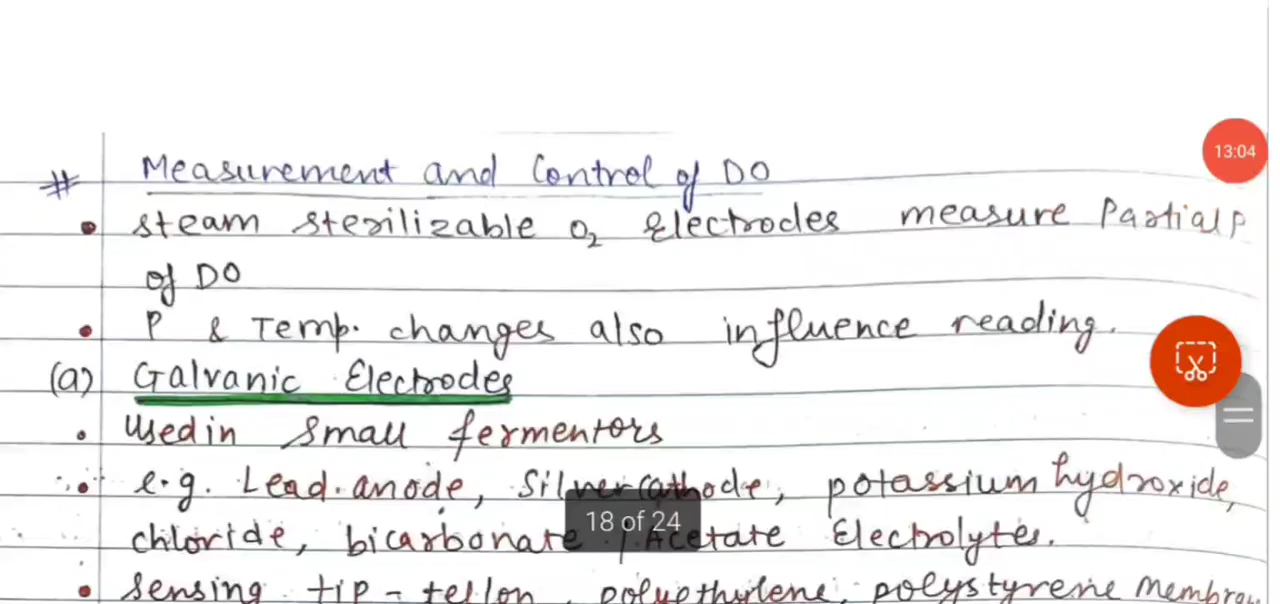 13:04
# Measurement and Control of DO
• steam sterilizable O₂ Electrodes measure Partial P
of DO
• P & Temp. changes also influence reading.
(a) Galvanic Electrodes
• Used in small fermentors
• e.g. Lead anode, Silver Cathode, potassium hydroxide,
chloride, bicarbonate / Acetate Electrolytes.
18 of 24
• Sensing tip - teflon, polyethylene, polystyrene